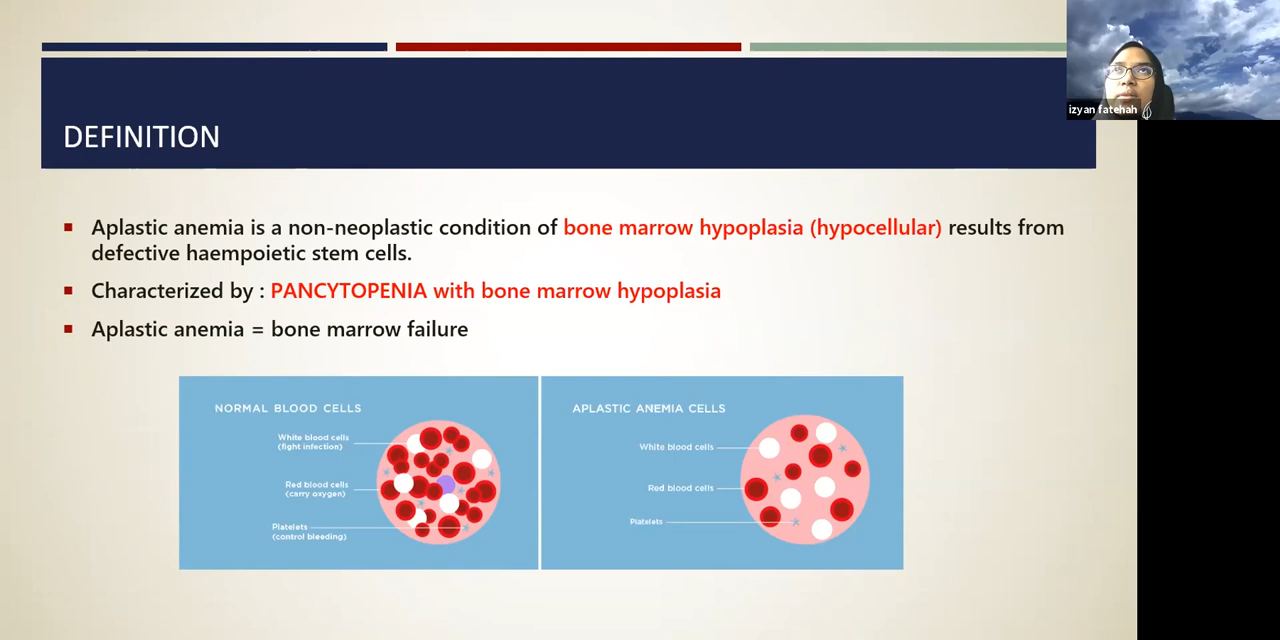 izyan fatehah
DEFINITION
Aplastic anemia is a non-neoplastic condition of bone marrow hypoplasia (hypocellular) results from
defective haempoietic stem cells.
Characterized by : PANCYTOPENIA with bone marrow hypoplasia
Aplastic anemia = bone marrow failure
NORMAL BLOOD CELLS
White blood cells
(fight infection)
Red blood cells
(carry oxygen)
Platelets
(control bleeding)
APLASTIC ANEMIA CELLS
White blood cells
Red blood cells
Platelets